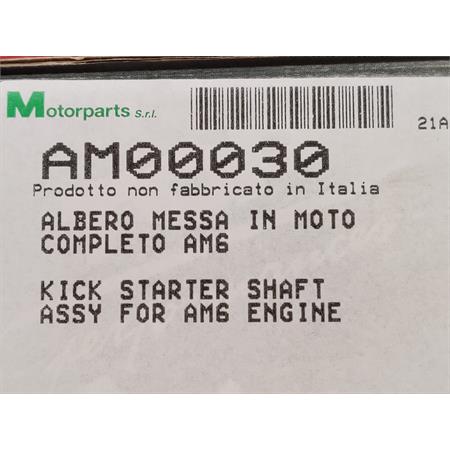 Motorparts s.r.l.
21A
AM00030
Prodotto non fabbricato in Italia
ALBERO MESSA IN MOTO
COMPLETO AM6
KICK STARTER SHAFT
ASSY FOR AM6 ENGINE